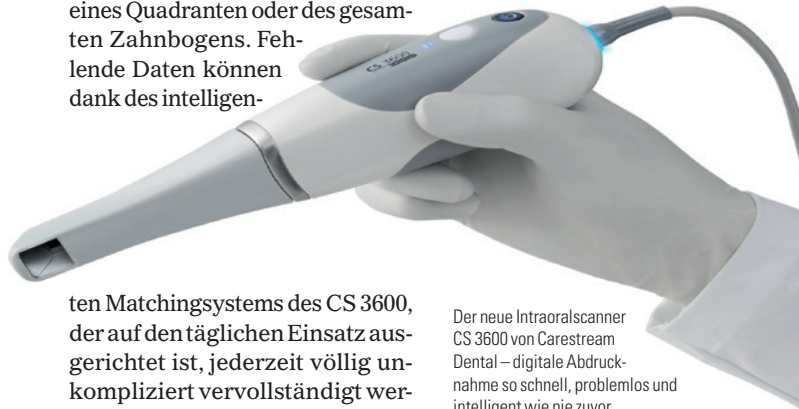 eines Quadranten oder des gesam-
ten Zahnbogens. Feh-
lende Daten können
dank des intelligen-
CS 3600
ten Matchingsystems des CS 3600,
der auf den täglichen Einsatz aus-
gerichtet ist, jederzeit völlig un-
kompliziert vervollständigt wer-
Der neue Intraoralscanner
CS 3600 von Carestream
Dental – digitale Abdruck-
nahme so schnell, problemlos und
intelligent wie nie zuvor.